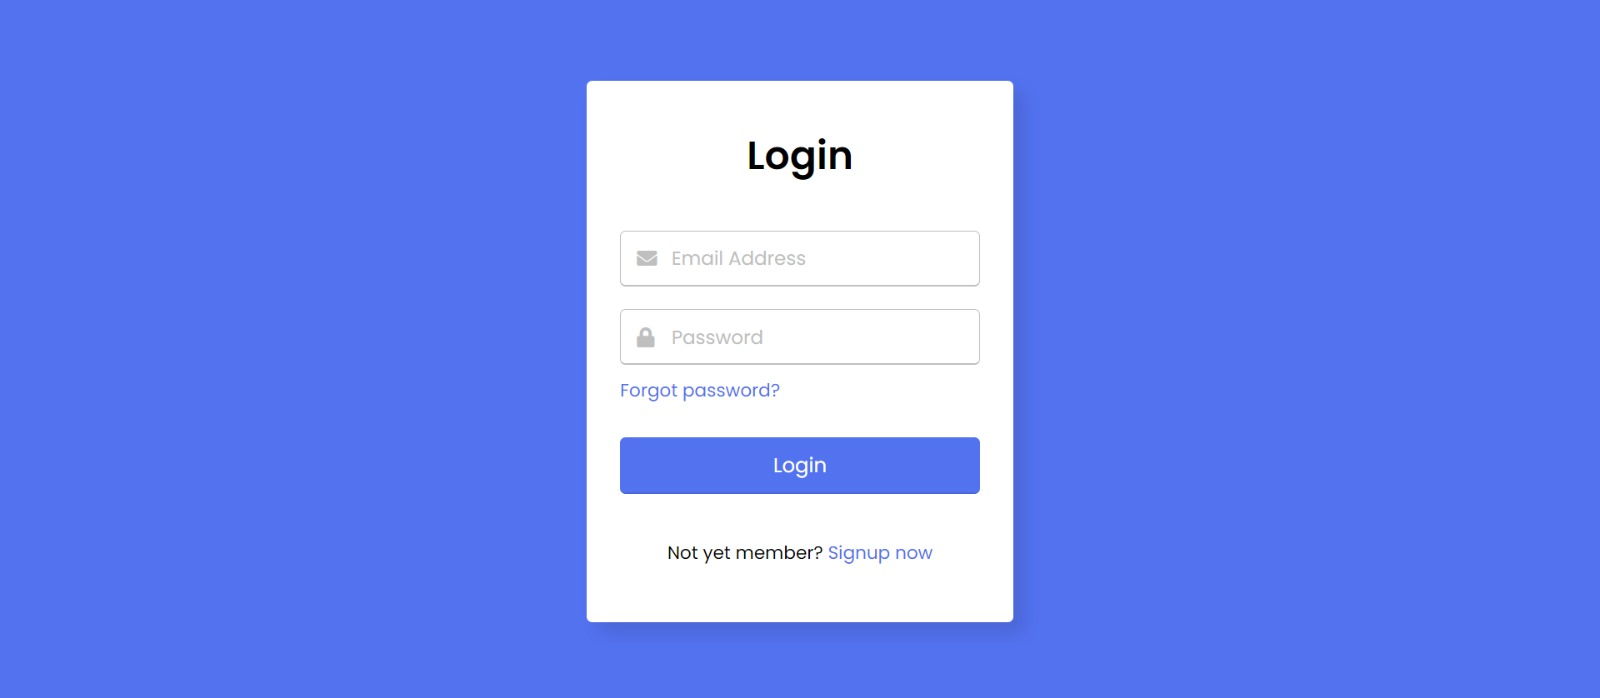 Login
Email Address
Password
Forgot password?
Login
Not yet member? Signup now